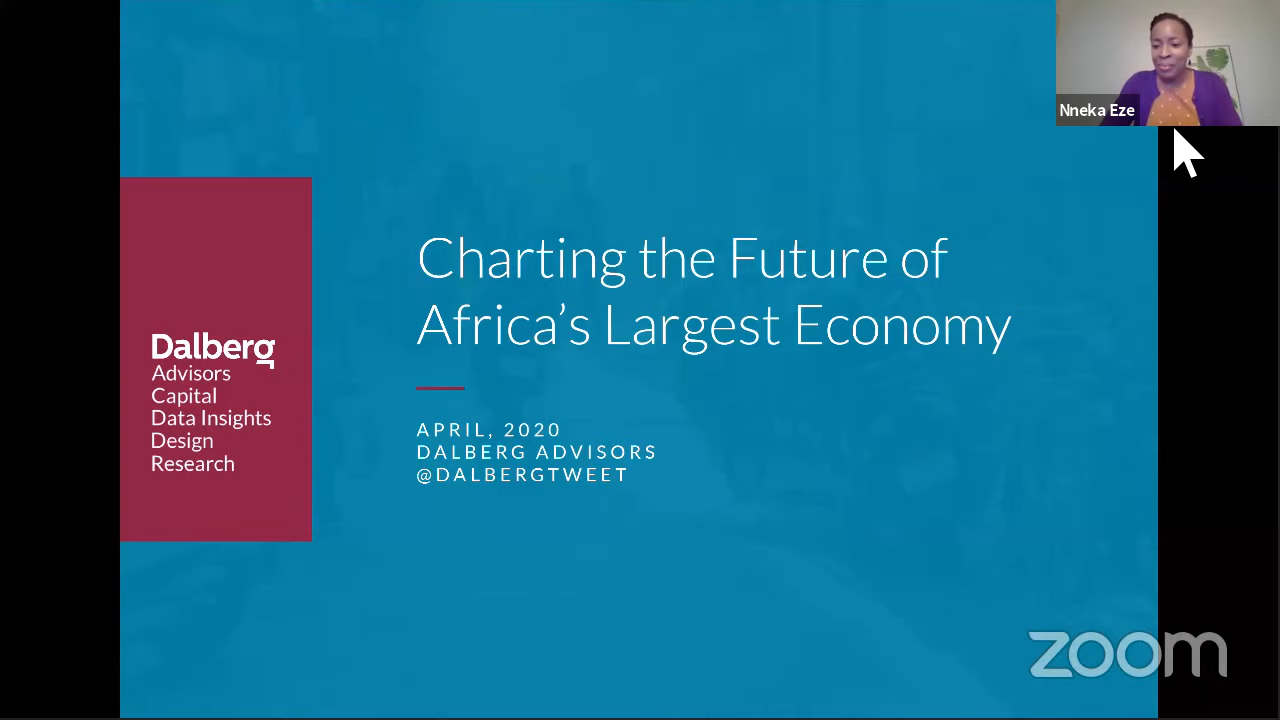 Nneka Eze
Charting the Future of
Africa's Largest Economy
Dalberg
Advisors
Capital
Data Insights
Design
Research
APRIL, 2020
DALBERG ADVISORS
@DALBERGTWEET
zoom